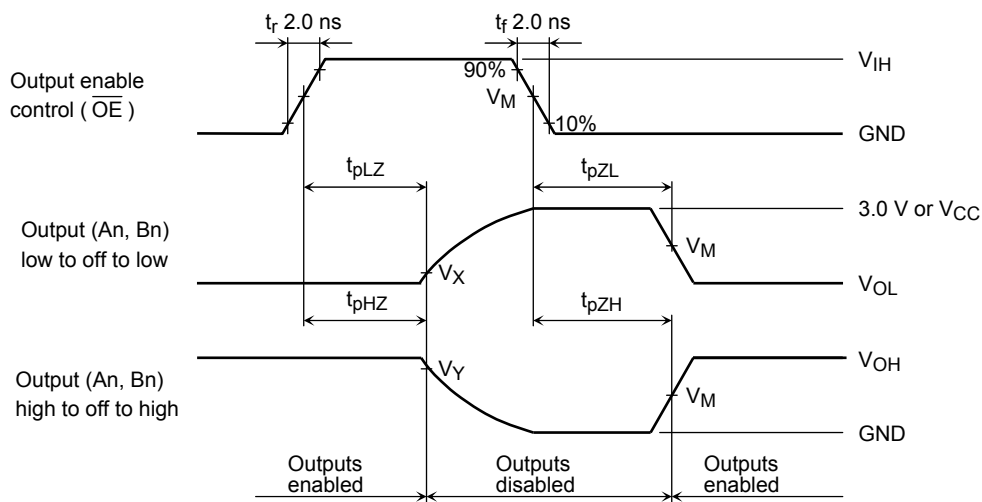 tr 2.0 ns
tf 2.0 ns
Output enable
control ( OE )
90%
VM
10%
VIH
GND
tpLZ
tpZL
Output (An, Bn)
low to off to low
VX
VM
3.0 V or VCC
VOL
tpHZ
tpZH
Output (An, Bn)
high to off to high
VY
VM
VOH
GND
Outputs
enabled
Outputs
disabled
Outputs
enabled